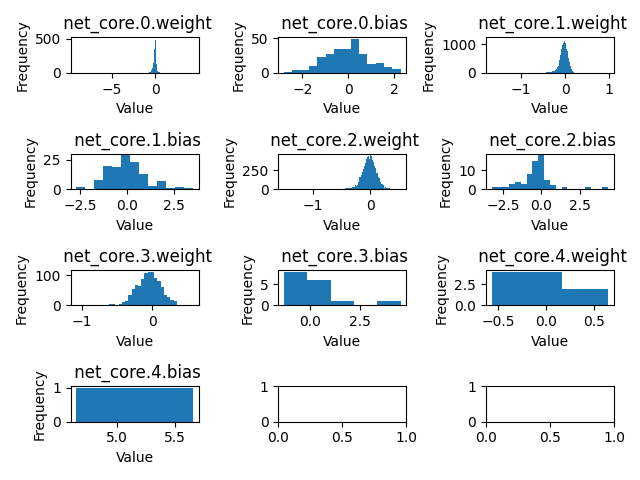 net_core.0.weight
Frequency
500
0
−5
0
Value
net_core.0.bias
Frequency
50
0
−2
0
2
Value
net_core.1.weight
Frequency
1000
0
−1
0
1
Value
net_core.1.bias
Frequency
25
0
−2.5
0.0
2.5
Value
net_core.2.weight
Frequency
250
0
−1
0
Value
net_core.2.bias
Frequency
10
0
−2.5
0.0
2.5
Value
net_core.3.weight
Frequency
100
0
−1
0
Value
net_core.3.bias
Frequency
5
0
0.0
2.5
Value
net_core.4.weight
Frequency
2.5
0.0
−0.5
0.0
0.5
Value
net_core.4.bias
Frequency
1
0
5.0
5.5
Value
1
0
0.0
0.5
1.0
1
0
0.0
0.5
1.0